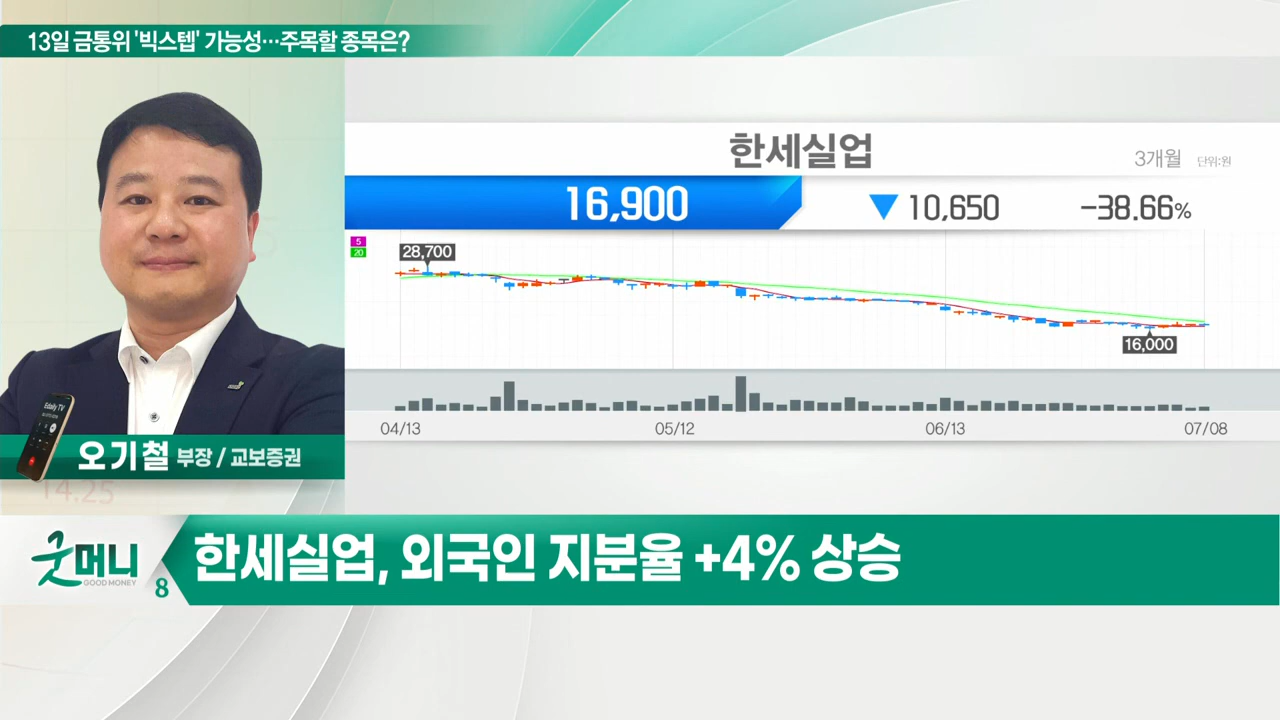 13일 금통위 '빅스텝' 가능성…주목할 종목은?
한세실업
3개월 단위:원
16,900 ▼10,650 -38.66%
5
20
28,700
16,000
04/13 05/12 06/13 07/08
Edaily TV
오기철 부장 / 교보증권
14.25
굿머니
GOOD MONEY
8
한세실업, 외국인 지분율 +4% 상승